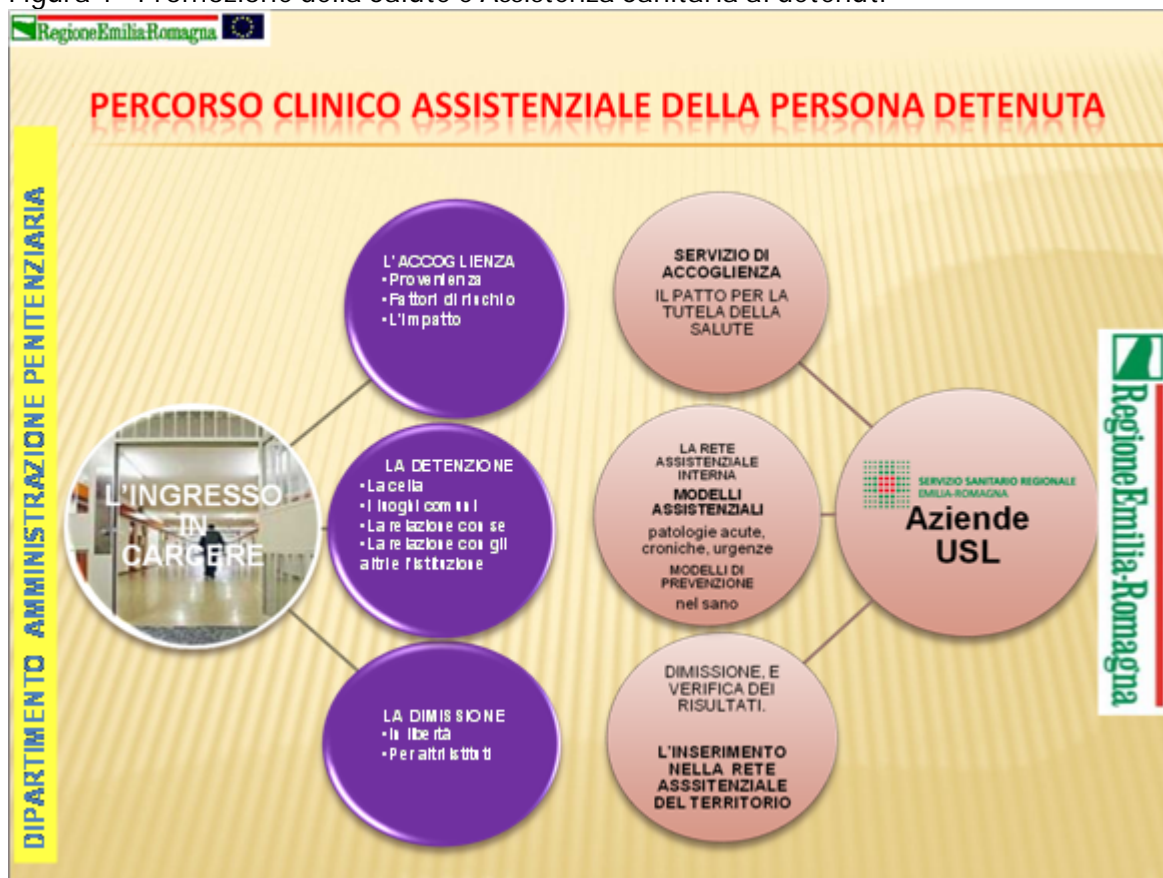 Figura 4 - Promozione della salute e Assistenza sanitaria ai detenuti
RegioneEmiliaRomagna
PERCORSO CLINICO ASSISTENZIALE DELLA PERSONA DETENUTA
DIPARTIMENTO AMMINISTRAZIONE PENITENZIARIA
L'INGRESSO
IN
CARCERE
L'ACCOGLIENZA
•Provenienza
•Fattori di rischio
•L'impatto
LA DETENZIONE
•La cella
•I luoghi comuni
•La relazione con se
•La relazione con gli
altri e l'istituzione
LA DIMISSIONE
•In libertà
•Per altri istituti
SERVIZIO DI
ACCOGLIENZA
IL PATTO PER LA
TUTELA DELLA
SALUTE
LA RETE
ASSISTENZIALE
INTERNA
MODELLI
ASSISTENZIALI
patologie acute,
croniche, urgenze
MODELLI DI
PREVENZIONE
nel sano
DIMISSIONE, E
VERIFICA DEI
RISULTATI.
L'INSERIMENTO
NELLA RETE
ASSSITENZIALE
DEL TERRITORIO
SERVIZIO SANITARIO REGIONALE
EMILIA-ROMAGNA
Aziende
USL
RegioneEmilia-Romagna